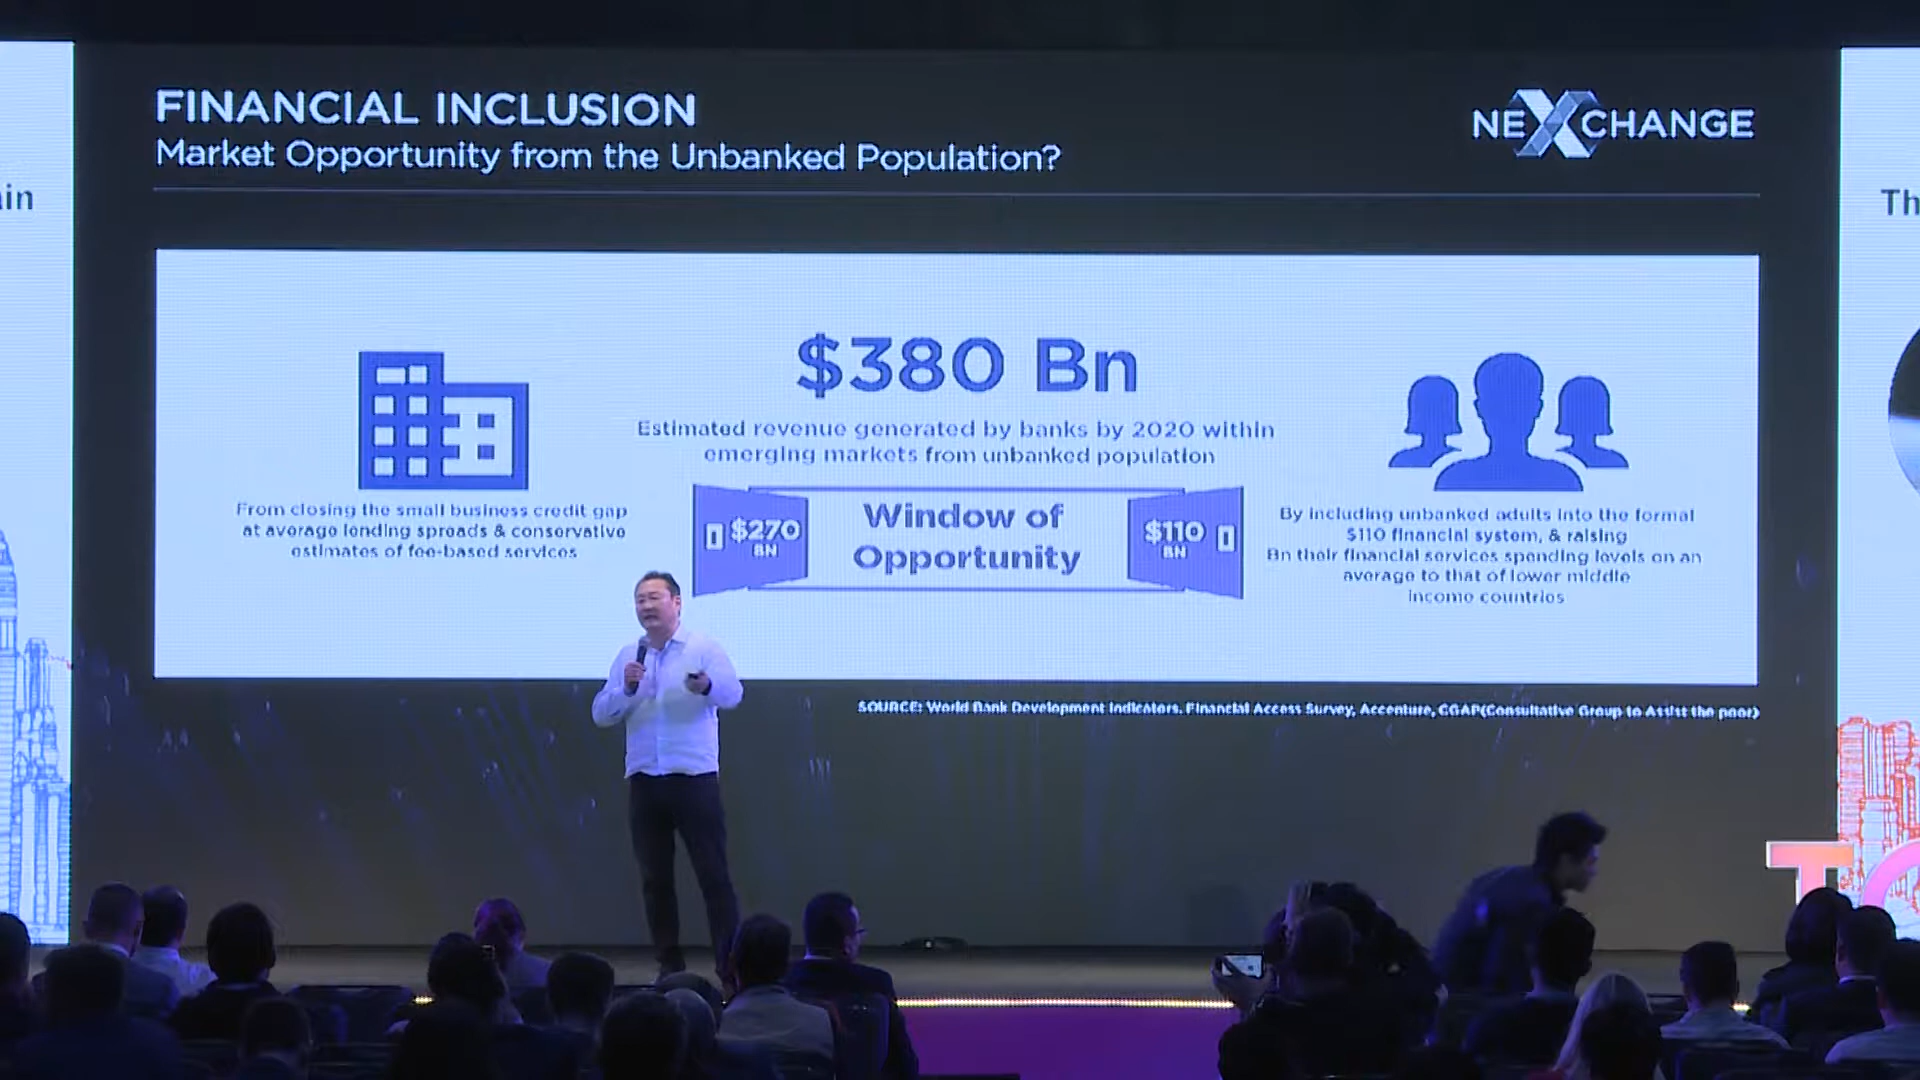 FINANCIAL INCLUSION
Market Opportunity from the Unbanked Population?
NEXCHANGE
in
Th
$380 Bn
Estimated revenue generated by banks by 2020 within
emerging markets from unbanked population
From closing the small business credit gap
at average lending spreads & conservative
estimates of fee-based services
$270
BN
Window of
Opportunity
$110
BN
By including unbanked adults into the formal
$110 financial system, & raising
Bn their financial services spending levels on an
average to that of lower middle
income countries
SOURCE: World Bank Development Indicators, Financial Access Survey, Accenture, CGAP(Consultative Group to Assist the poor)